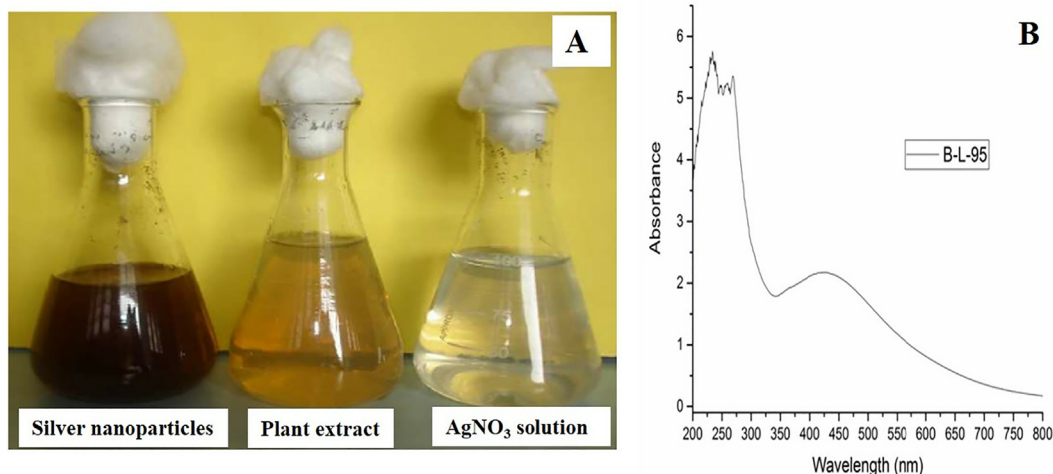 A
Silver nanoparticles
Plant extract
AgNO₃ solution
B
6
5
4
3
2
1
0
Absorbance
B-L-95
200 250 300 350 400 450 500 550 600 650 700 750 800
Wavelength (nm)